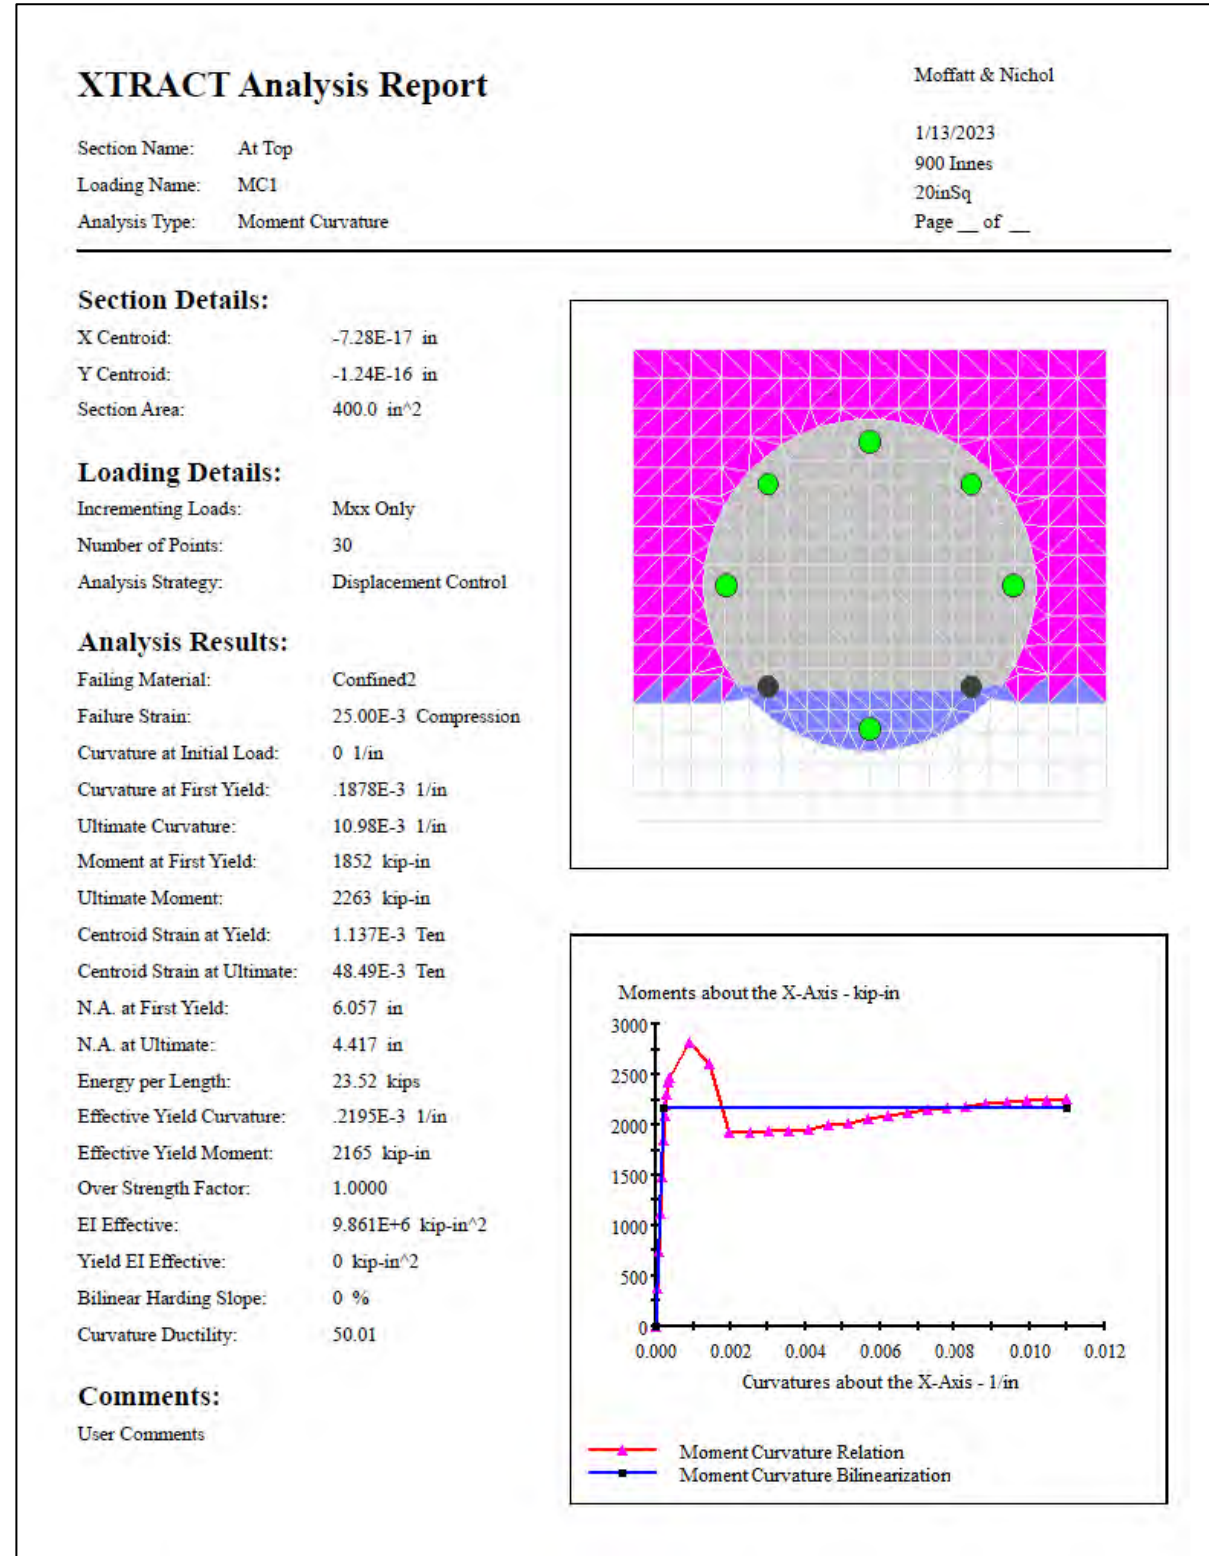 XTRACT Analysis Report
Moffatt & Nichol
1/13/2023
900 Innes
20inSq
Page __ of __
Section Name: At Top
Loading Name: MC1
Analysis Type: Moment Curvature
Section Details:
X Centroid: -7.28E-17 in
Y Centroid: -1.24E-16 in
Section Area: 400.0 in^2
Loading Details:
Incrementing Loads: Mxx Only
Number of Points: 30
Analysis Strategy: Displacement Control
Analysis Results:
Failing Material: Confined2
Failure Strain: 25.00E-3 Compression
Curvature at Initial Load: 0 1/in
Curvature at First Yield: .1878E-3 1/in
Ultimate Curvature: 10.98E-3 1/in
Moment at First Yield: 1852 kip-in
Ultimate Moment: 2263 kip-in
Centroid Strain at Yield: 1.137E-3 Ten
Centroid Strain at Ultimate: 48.49E-3 Ten
N.A. at First Yield: 6.057 in
N.A. at Ultimate: 4.417 in
Energy per Length: 23.52 kips
Effective Yield Curvature: .2195E-3 1/in
Effective Yield Moment: 2165 kip-in
Over Strength Factor: 1.0000
EI Effective: 9.861E+6 kip-in^2
Yield EI Effective: 0 kip-in^2
Bilinear Harding Slope: 0 %
Curvature Ductility: 50.01
Comments:
User Comments
Moments about the X-Axis - kip-in
3000
2500
2000
1500
1000
500
0
0.000 0.002 0.004 0.006 0.008 0.010 0.012
Curvatures about the X-Axis - 1/in
Moment Curvature Relation
Moment Curvature Bilinearization